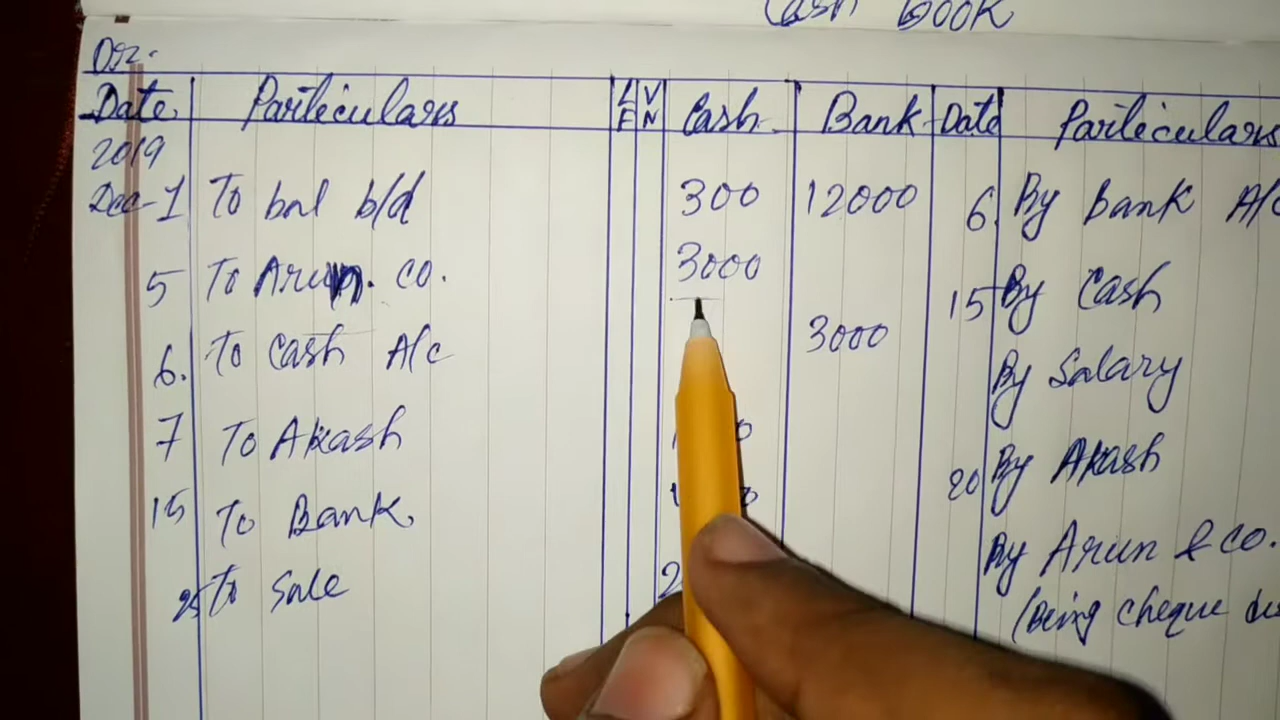 Cash Book
Dr.
Date Particulars LF VN Cash Bank Date Particulars
2019
Dec-1 To bal b/d 300 12000 6. By Bank A/c
5 To Arun. co. 3000 15 By Cash
6. To Cash A/c 3000 By Salary
7 To Akash 20 By Akash
15 To Bank. By Arun & Co.
25 To Sale (Being cheque